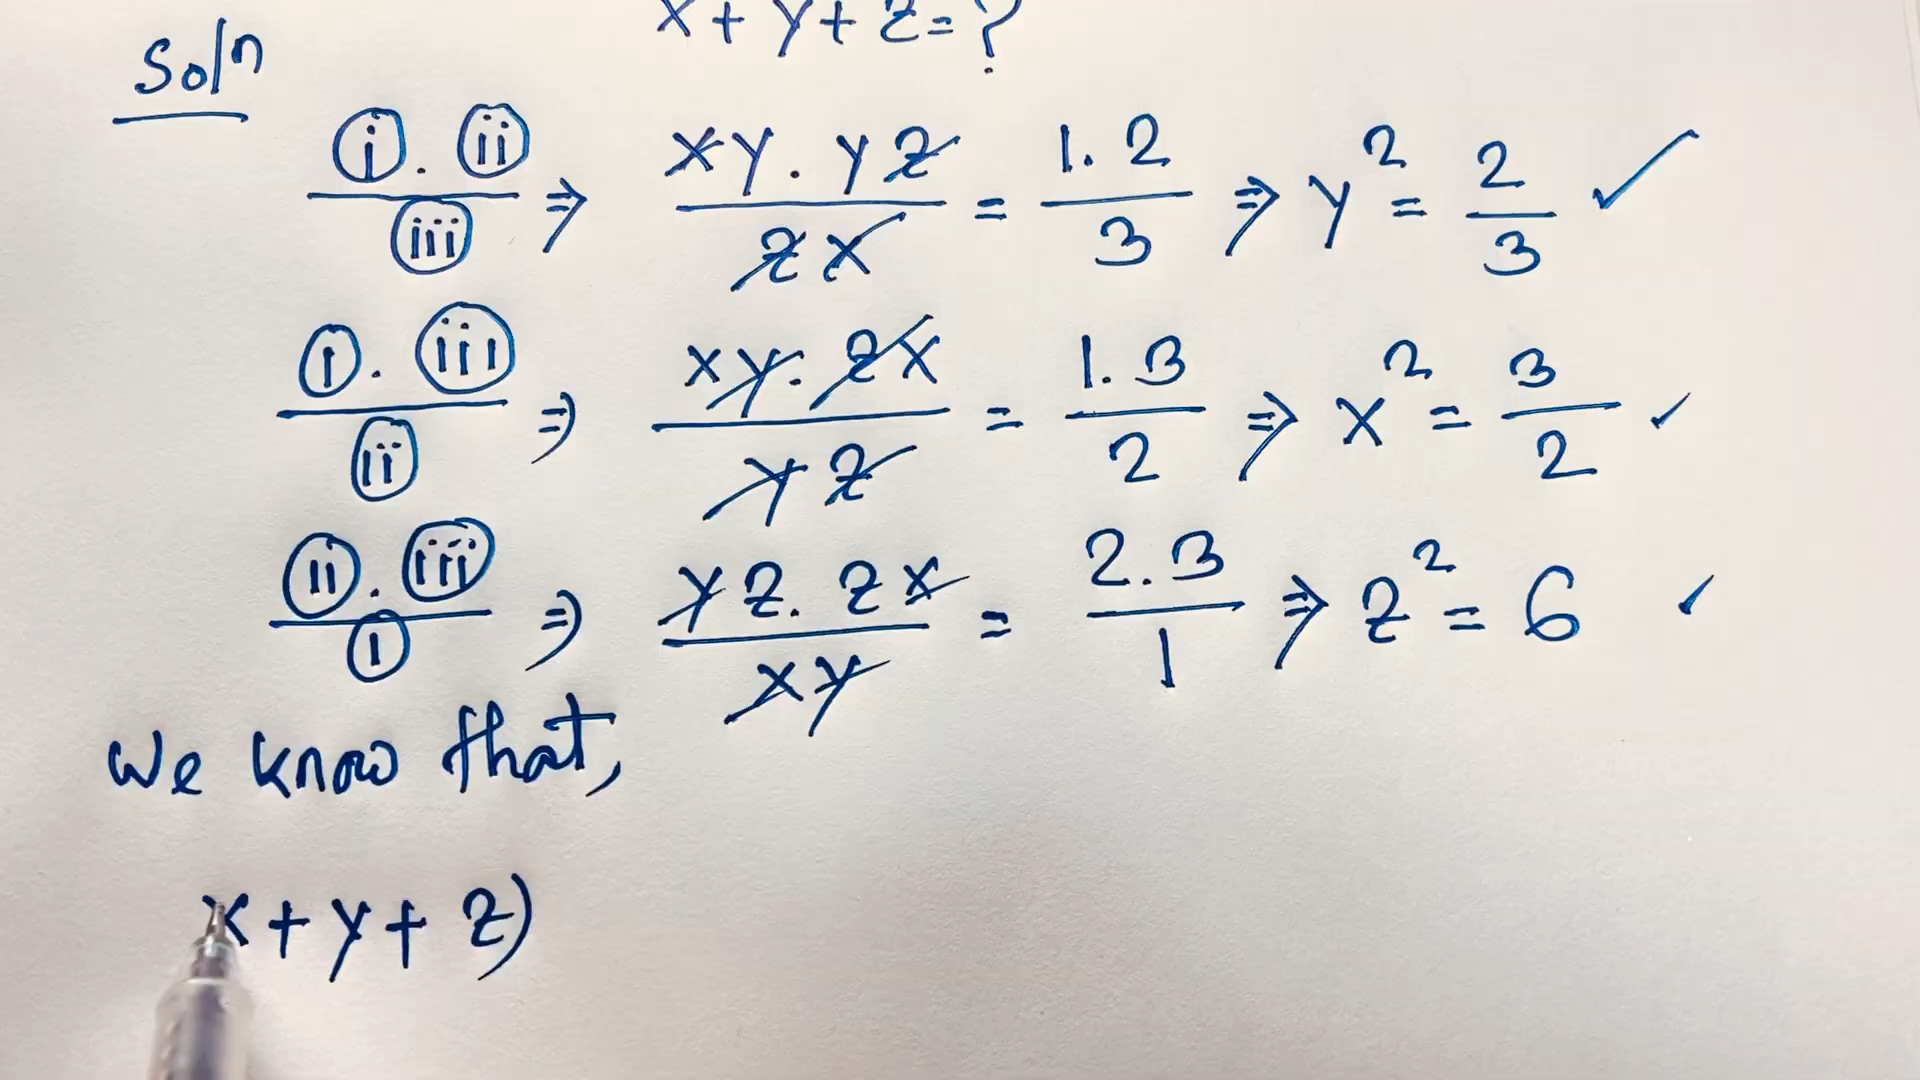 x + y + z = ?
Soln
(i) . (ii) / (iii) ⇒ xy . yz / zx = 1.2 / 3 ⇒ y² = 2/3 ✓
(i) . (iii) / (ii) ⇒ xy . zx / yz = 1.3 / 2 ⇒ x² = 3/2 ✓
(ii) . (iii) / (i) ⇒ yz . zx / xy = 2.3 / 1 ⇒ z² = 6 ✓
We know that,
x + y + z)